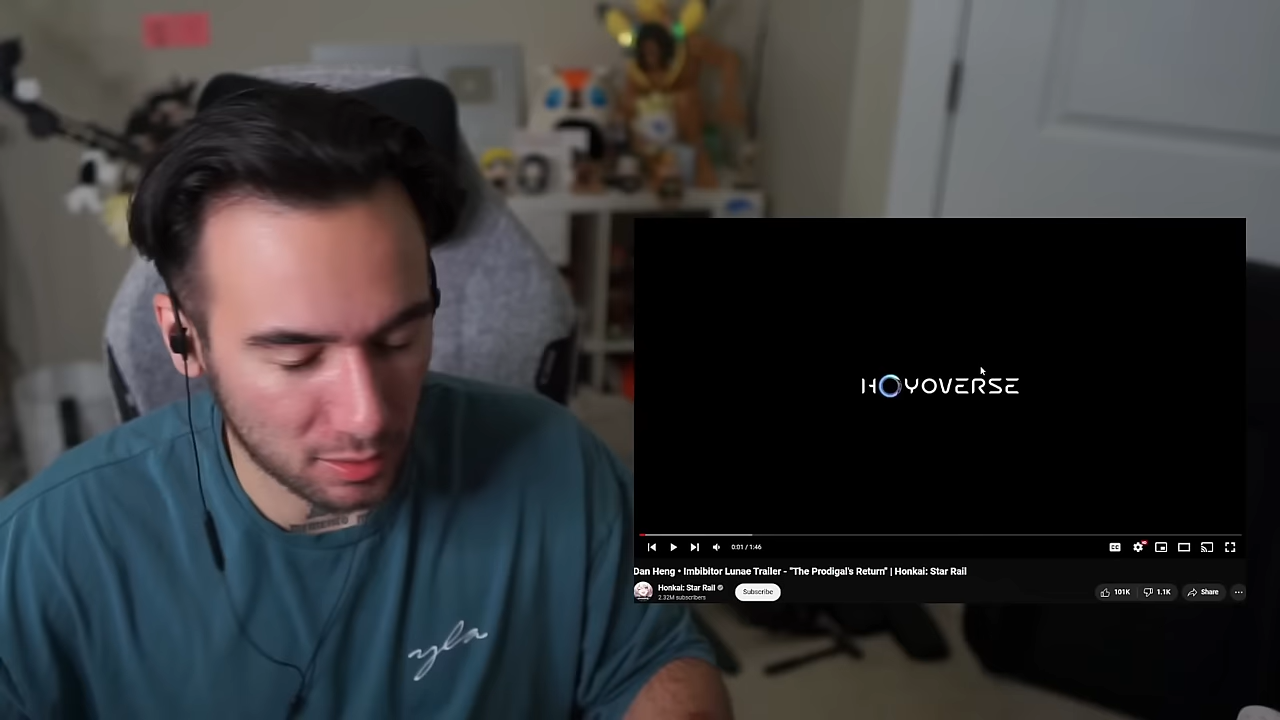 HOYOVERSE
0:01 / 1:46
Dan Heng • Imbibitor Lunae Trailer - "The Prodigal's Return" | Honkai: Star Rail
Honkai: Star Rail
2.32M subscribers
Subscribe
101K
1.1K
Share
ayla